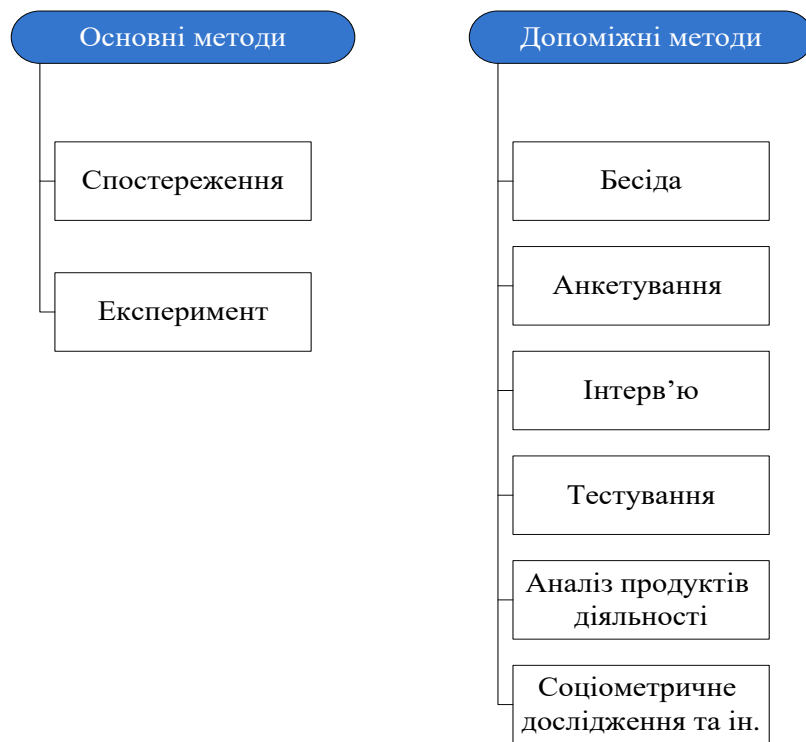 Основні методи
Спостереження
Експеримент
Допоміжні методи
Бесіда
Анкетування
Інтерв’ю
Тестування
Аналіз продуктів
діяльності
Соціометричне
дослідження та ін.